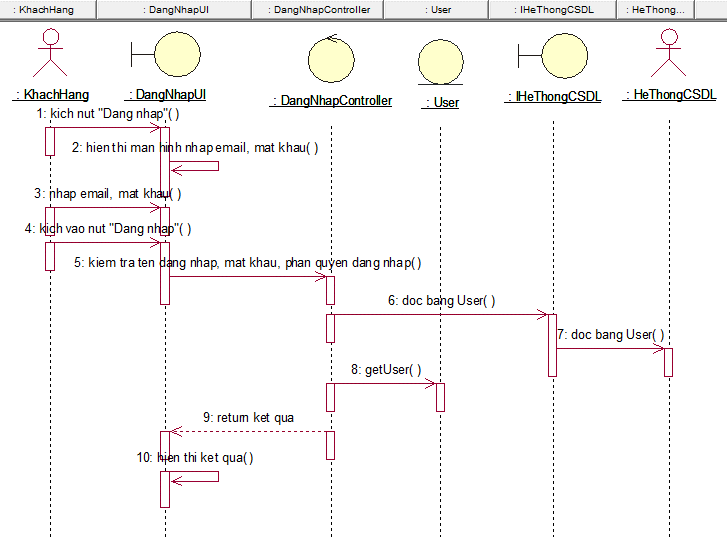 : KhachHang
: DangNhapUI
: DangNhapController
: User
: IHeThongCSDL
: HeThong...
: KhachHang
: DangNhapUI
: DangNhapController
: User
: IHeThongCSDL
: HeThongCSDL
1: kich nut "Dang nhap"( )
2: hien thi man hinh nhap email, mat khau( )
3: nhap email, mat khau( )
4: kich vao nut "Dang nhap"( )
5: kiem tra ten dang nhap, mat khau, phan quyen dang nhap( )
6: doc bang User( )
7: doc bang User( )
8: getUser( )
9: return ket qua
10: hien thi ket qua( )